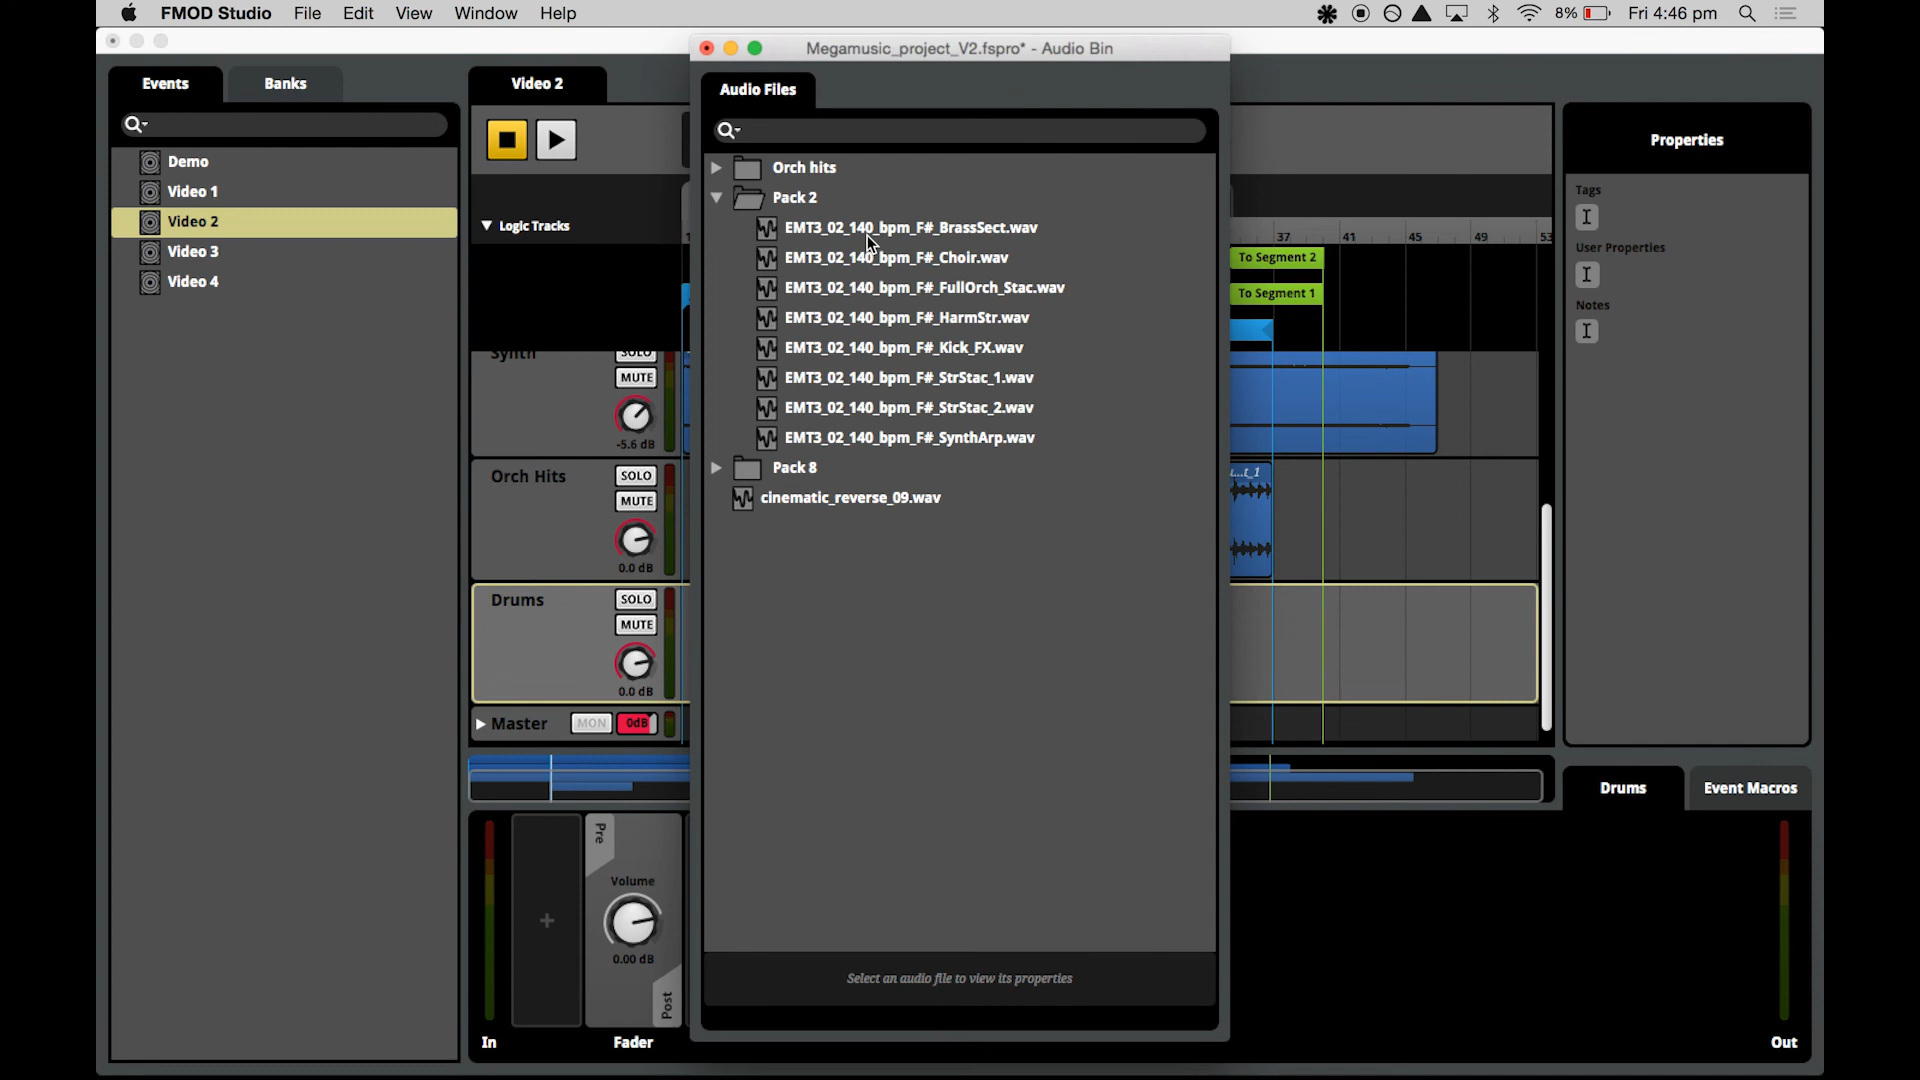 FMOD Studio File Edit View Window Help 8% Fri 4:46 pm
Megamusic_project_V2.fspro* - Audio Bin
Events Banks
Demo
Video 1
Video 2
Video 3
Video 4
Video 2
Logic Tracks
Synth SOLO
MUTE
-5.6 dB
Orch Hits SOLO
MUTE
0.0 dB
Drums SOLO
MUTE
0.0 dB
Master MON 0dB
Audio Files
Orch hits
Pack 2
EMT3_02_140_bpm_F#_BrassSect.wav
EMT3_02_140_bpm_F#_Choir.wav
EMT3_02_140_bpm_F#_FullOrch_Stac.wav
EMT3_02_140_bpm_F#_HarmStr.wav
EMT3_02_140_bpm_F#_Kick_FX.wav
EMT3_02_140_bpm_F#_StrStac_1.wav
EMT3_02_140_bpm_F#_StrStac_2.wav
EMT3_02_140_bpm_F#_SynthArp.wav
Pack 8
cinematic_reverse_09.wav
Select an audio file to view its properties
37 41 45 49 53
To Segment 2
To Segment 1
...t_1
Properties
Tags
User Properties
Notes
Drums Event Macros
Pre
Volume
0.00 dB
Post
In Fader Out